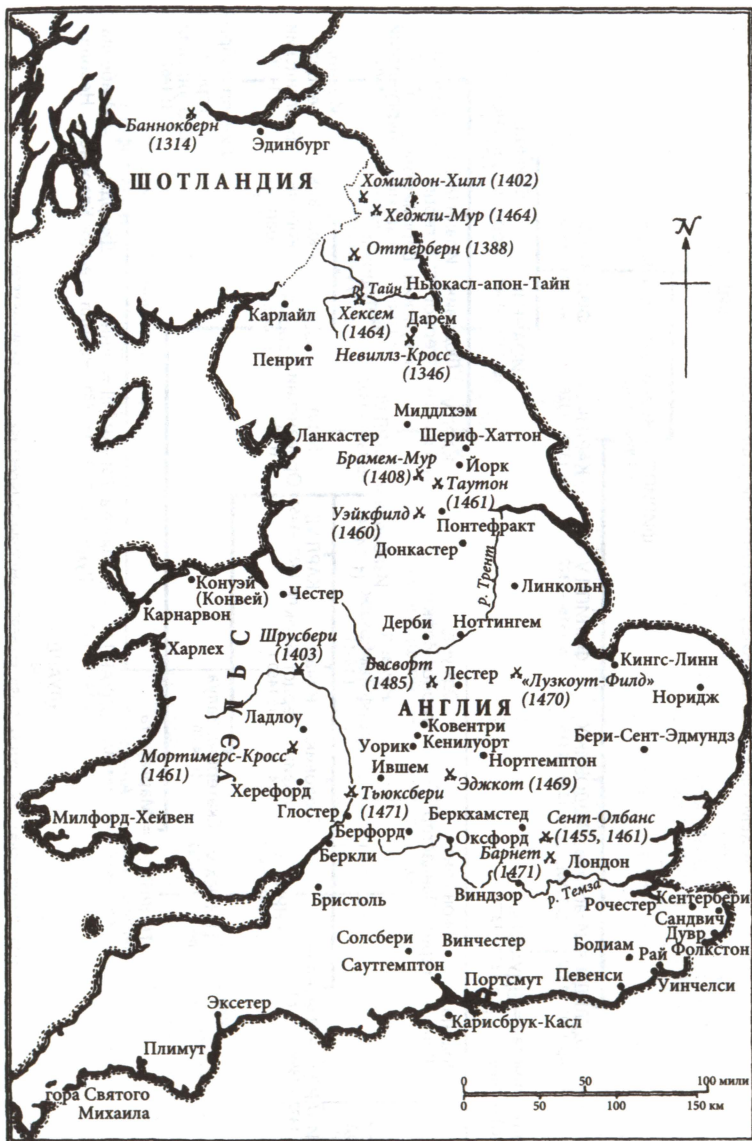 Баннокберн
(1314)
Эдинбург
ШОТЛАНДИЯ
Хомилдон-Хилл (1402)
Хеджли-Мур (1464)
N
Оттерберн (1388)
р. Тайн
Ньюкасл-апон-Тайн
Карлайл
Хексем
(1464)
Дарем
Пенрит
Невиллз-Кросс
(1346)
Миддлхэм
Ланкастер
Шериф-Хаттон
Брамем-Мур
(1408)
Йорк
Таутон
(1461)
Уэйкфилд
(1460)
Понтефракт
Донкастер
р. Трент
Конуэй
(Конвей)
Честер
Линкольн
Карнарвон
Харлех
Шрусбери
(1403)
Дерби
Ноттингем
Босворт
(1485)
Лестер
«Лузкоут-Филд»
(1470)
Кингс-Линн
Норидж
УЭЛЬС
АНГЛИЯ
Ладлоу
Ковентри
Бери-Сент-Эдмундз
Мортимерс-Кросс
(1461)
Уорик
Кенилуорт
Нортгемптон
Ившем
Эджкот (1469)
Херефорд
Тьюксбери
(1471)
Милфорд-Хейвен
Глостер
Беркхамстед
Сент-Олбанс
(1455, 1461)
Берфорд
Оксфорд
Барнет
(1471)
Лондон
Беркли
Виндзор
р. Темза
Рочестер
Кентербери
Сандвич
Бристоль
Дувр
Фолкстон
Солсбери
Винчестер
Бодиам
Рай
Саутгемптон
Портсмут
Певенси
Уинчелси
Эксетер
Карисбрук-Касл
Плимут
гора Святого
Михаила
0 50 100 мили
0 50 100 150 км